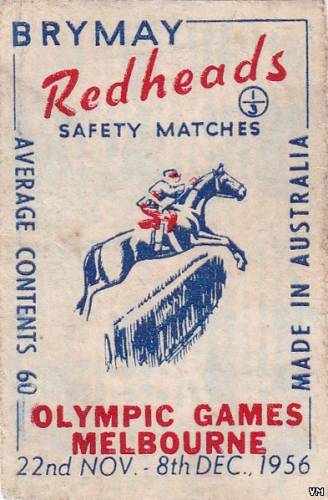 BRYMAY
Redheads
1/3
SAFETY MATCHES
AVERAGE CONTENTS 60
MADE IN AUSTRALIA
OLYMPIC GAMES
MELBOURNE
22nd NOV. - 8th DEC., 1956
VM